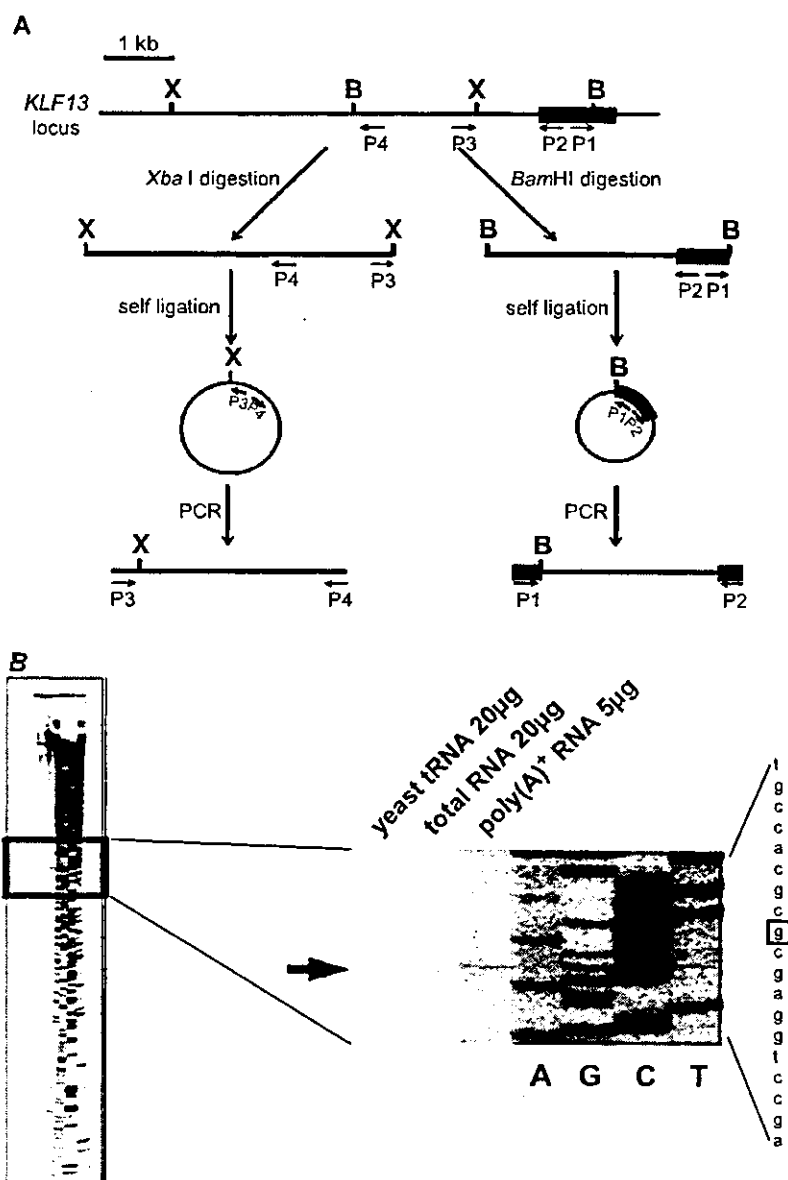 A
1 kb
X B X B
KLF13
locus
P4 P3 P2 P1
Xba I digestion
BamHI digestion
X X B B
P4 P3
P2 P1
self ligation
self ligation
X
B
P3 P4
P1 P2
PCR
PCR
X
B
P3 P4
P1 P2
B
yeast tRNA 20µg
total RNA 20µg
poly(A)+ RNA 5µg
t
g
c
c
a
c
g
c
g
c
g
a
g
g
t
c
c
g
a
A G C T